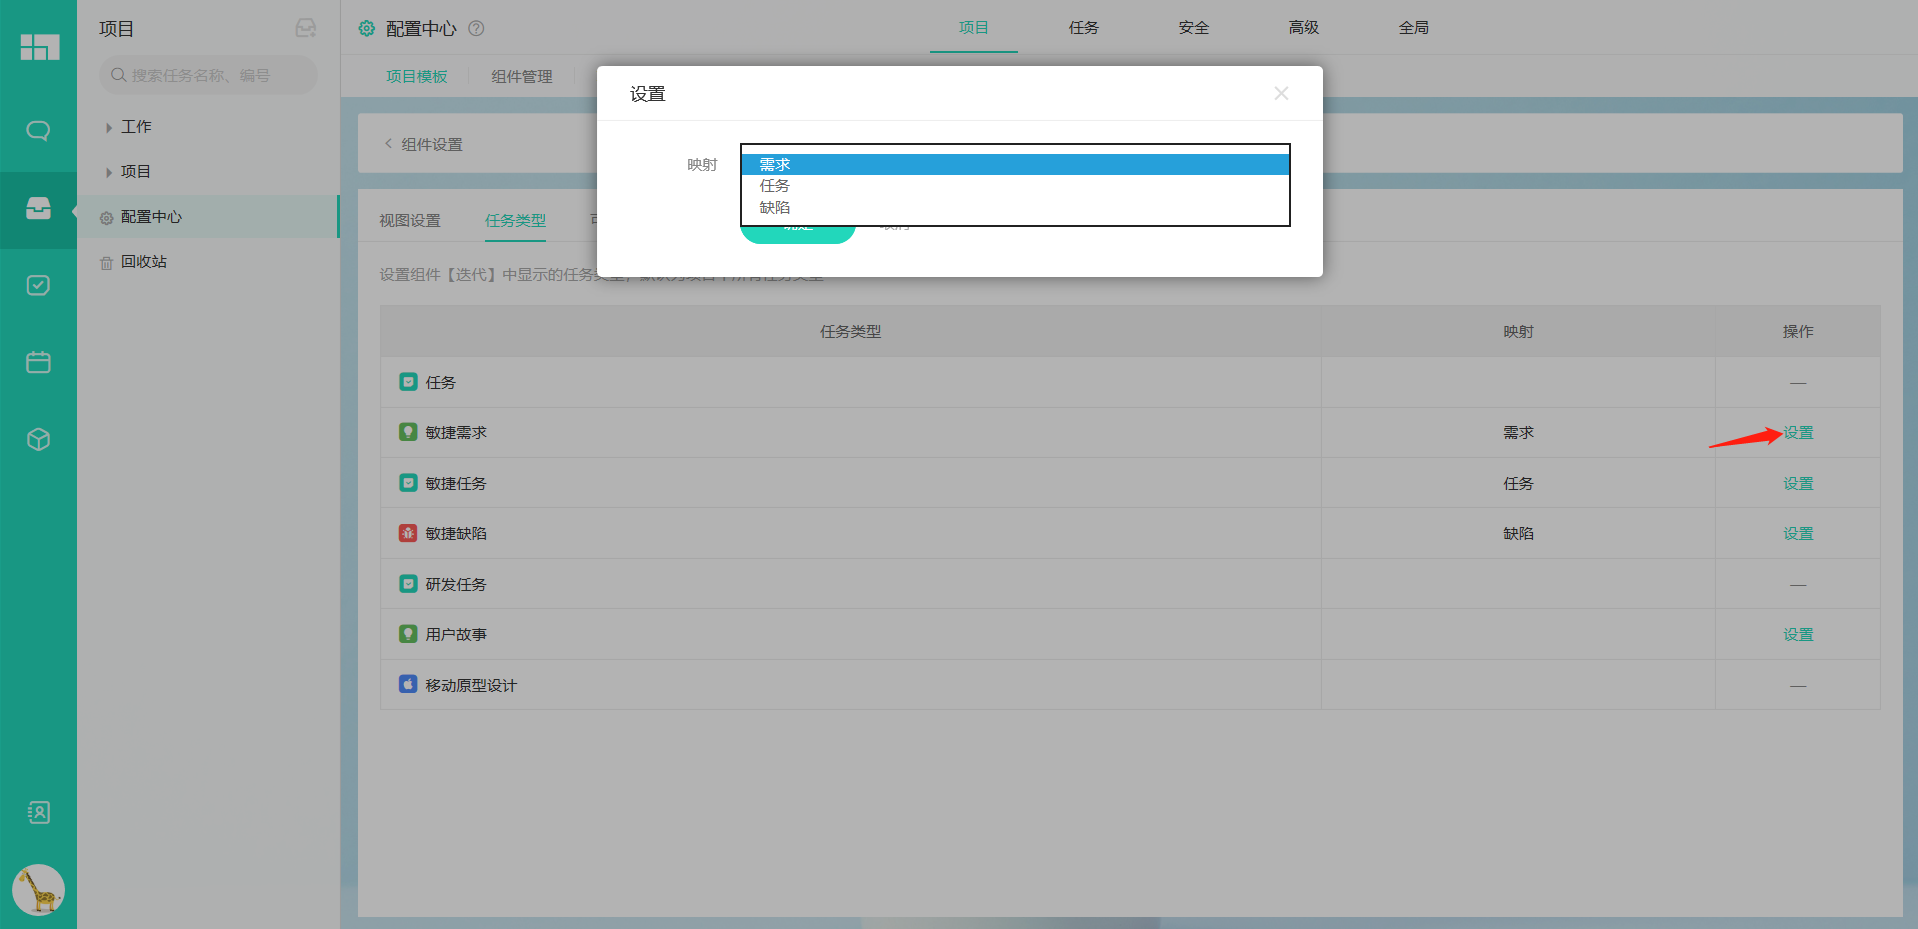 项目
搜索任务名称、编号
工作
项目
配置中心
回收站
配置中心
项目
任务
安全
高级
全局
项目模板
组件管理
组件设置
设置
映射
需求
任务
缺陷
视图设置
任务类型
设置组件【迭代】中显示的任务
任务类型 映射 操作
任务 —
敏捷需求 需求 设置
敏捷任务 任务 设置
敏捷缺陷 缺陷 设置
研发任务 —
用户故事 设置
移动原型设计 —